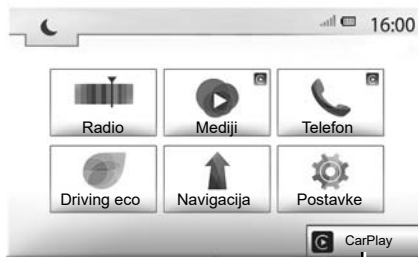 16:00
Radio Mediji Telefon
Driving eco Navigacija Postavke
CarPlay